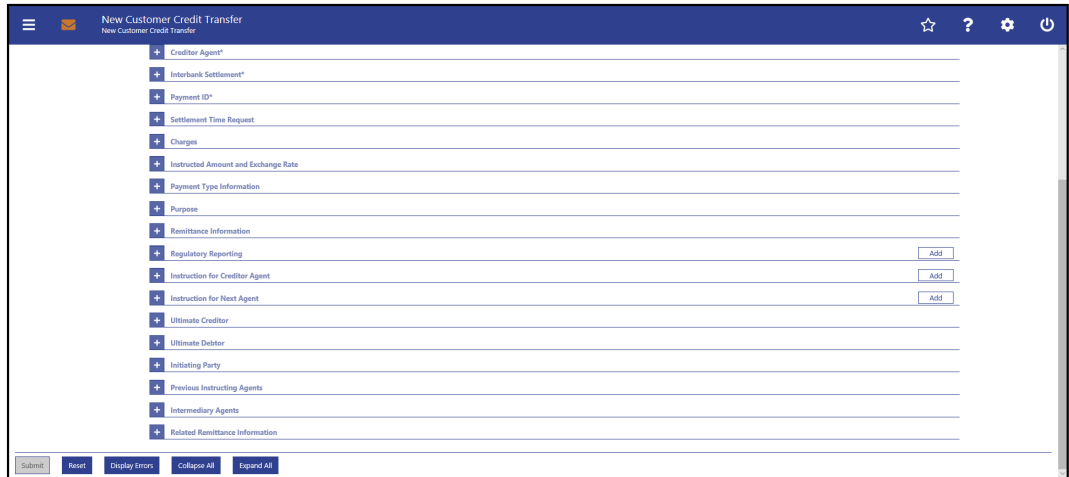 New Customer Credit Transfer
New Customer Credit Transfer
Creditor Agent*
Interbank Settlement*
Payment ID*
Settlement Time Request
Charges
Instructed Amount and Exchange Rate
Payment Type Information
Purpose
Remittance Information
Regulatory Reporting Add
Instruction for Creditor Agent Add
Instruction for Next Agent Add
Ultimate Creditor
Ultimate Debtor
Initiating Party
Previous Instructing Agents
Intermediary Agents
Related Remittance Information
Submit Reset Display Errors Collapse All Expand All